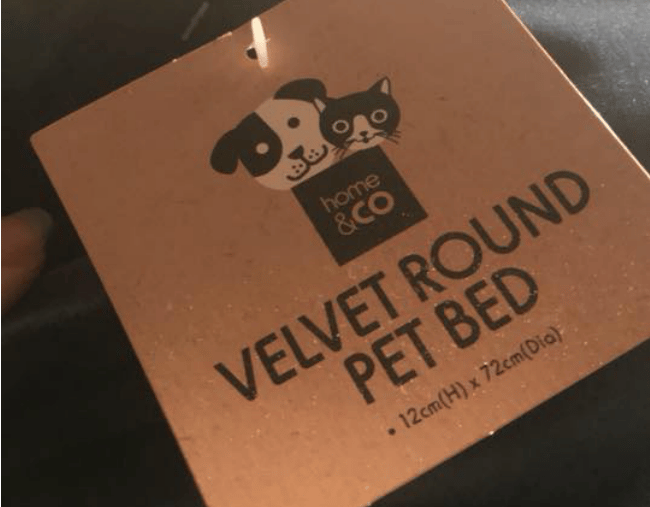 home
&CO
VELVET ROUND
PET BED
• 12cm(H) x 72cm(Dia)